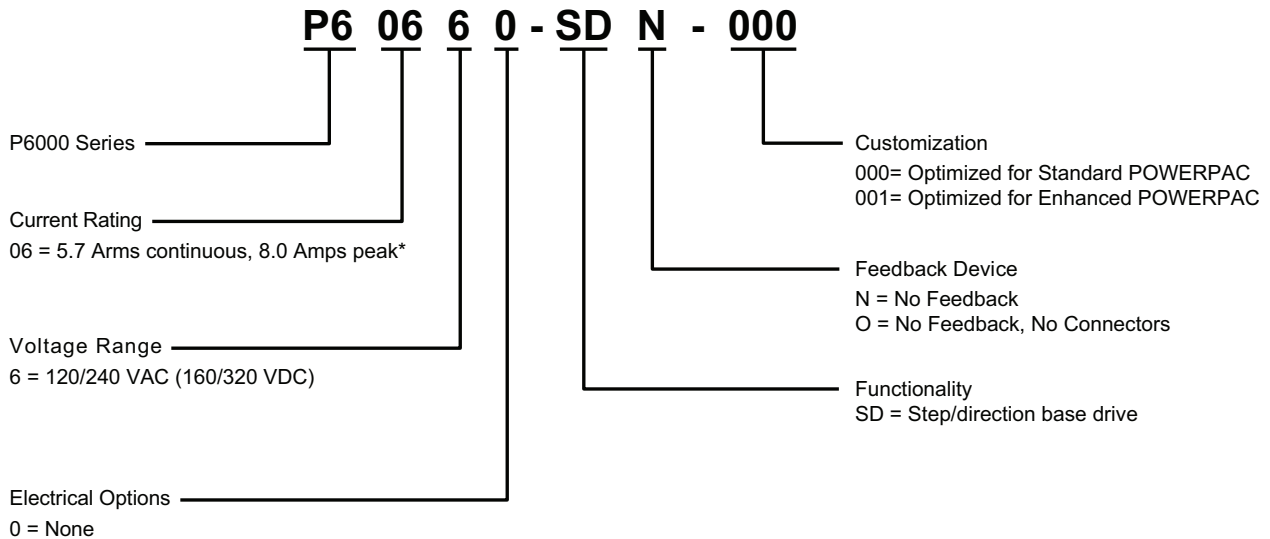 P6 06 6 0 - SD N - 000
P6000 Series
Current Rating
06 = 5.7 Arms continuous, 8.0 Amps peak*
Voltage Range
6 = 120/240 VAC (160/320 VDC)
Electrical Options
0 = None
Customization
000= Optimized for Standard POWERPAC
001= Optimized for Enhanced POWERPAC
Feedback Device
N = No Feedback
O = No Feedback, No Connectors
Functionality
SD = Step/direction base drive